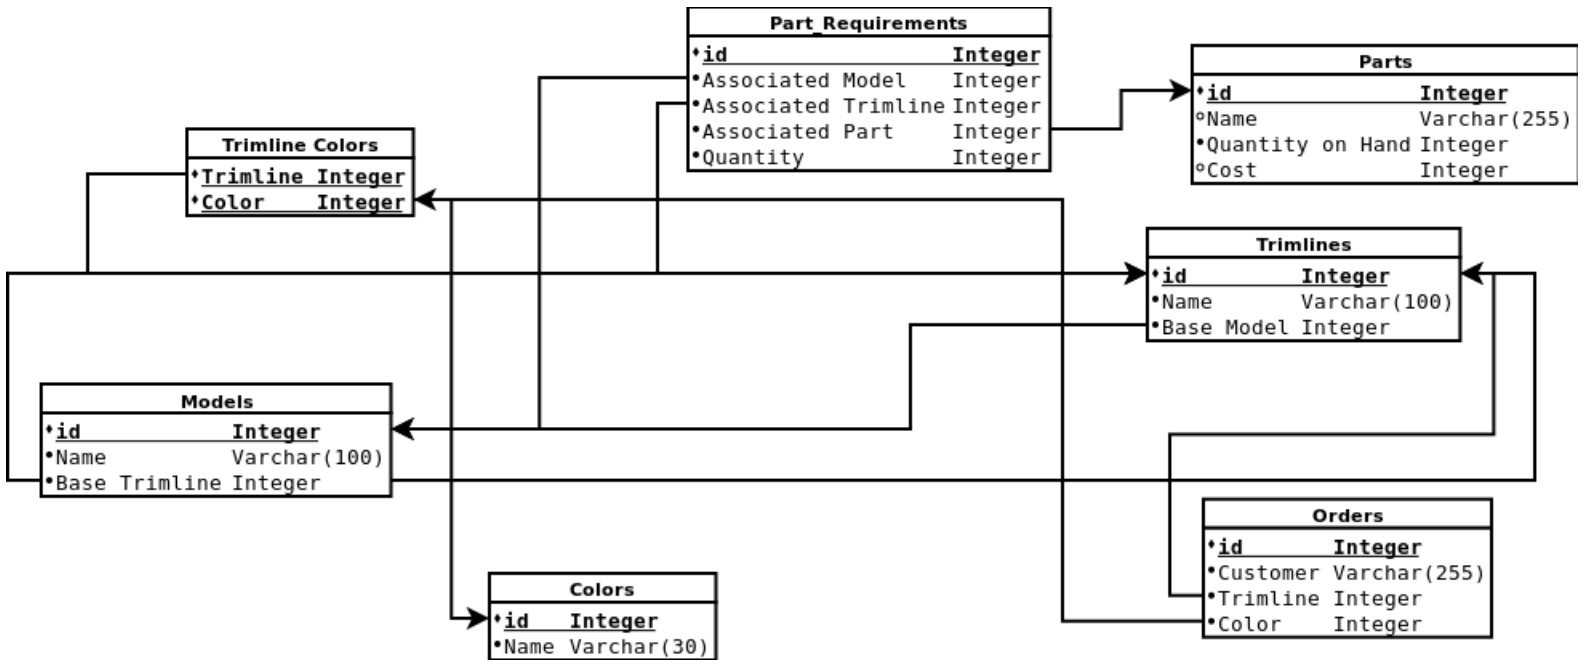 Part_Requirements
id Integer
Associated Model Integer
Associated Trimline Integer
Associated Part Integer
Quantity Integer
Parts
id Integer
Name Varchar(255)
Quantity on Hand Integer
Cost Integer
Trimline Colors
Trimline Integer
Color Integer
Trimlines
id Integer
Name Varchar(100)
Base Model Integer
Models
id Integer
Name Varchar(100)
Base Trimline Integer
Orders
id Integer
Customer Varchar(255)
Trimline Integer
Color Integer
Colors
id Integer
Name Varchar(30)